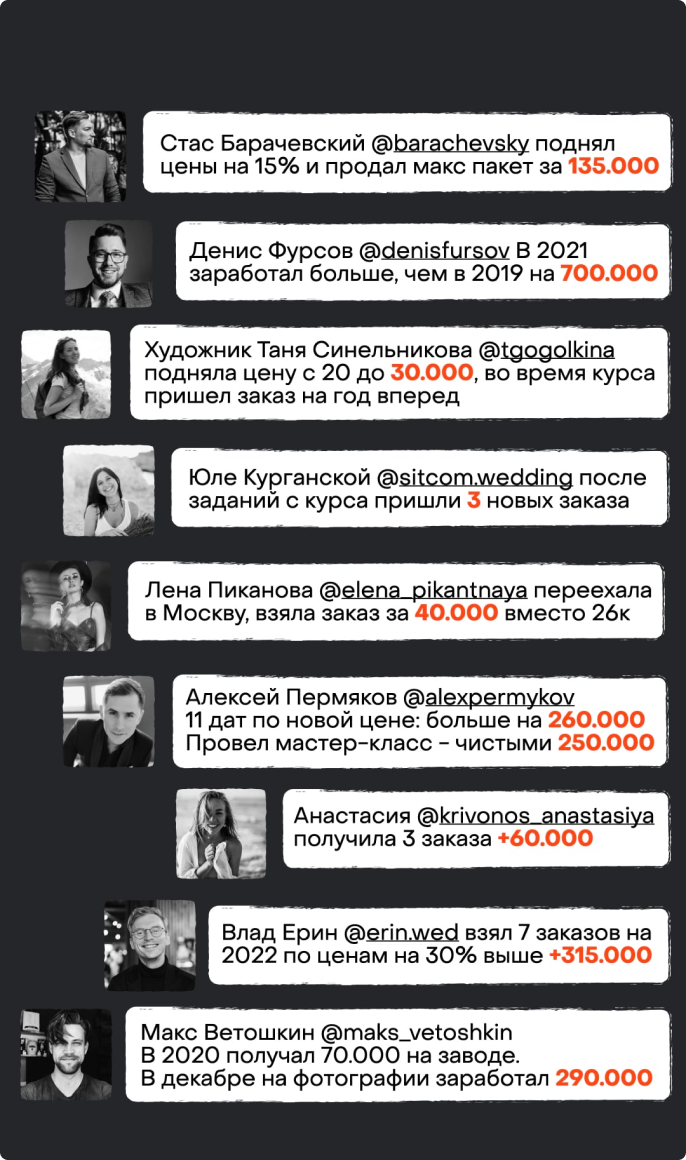 Стас Барачевский @barachevsky поднял
цены на 15% и продал макс пакет за 135.000
Денис Фурсов @denisfursov В 2021
заработал больше, чем в 2019 на 700.000
Художник Таня Синельникова @tgogolkina
подняла цену с 20 до 30.000, во время курса
пришел заказ на год вперед
Юле Курганской @sitcom.wedding после
заданий с курса пришли 3 новых заказа
Лена Пиканова @elena_pikantnaya переехала
в Москву, взяла заказ за 40.000 вместо 26к
Алексей Пермяков @alexpermykov
11 дат по новой цене: больше на 260.000
Провел мастер-класс - чистыми 250.000
Анастасия @krivonos_anastasiya
получила 3 заказа +60.000
Влад Ерин @erin.wed взял 7 заказов на
2022 по ценам на 30% выше +315.000
Макс Ветошкин @maks_vetoshkin
В 2020 получал 70.000 на заводе.
В декабре на фотографии заработал 290.000